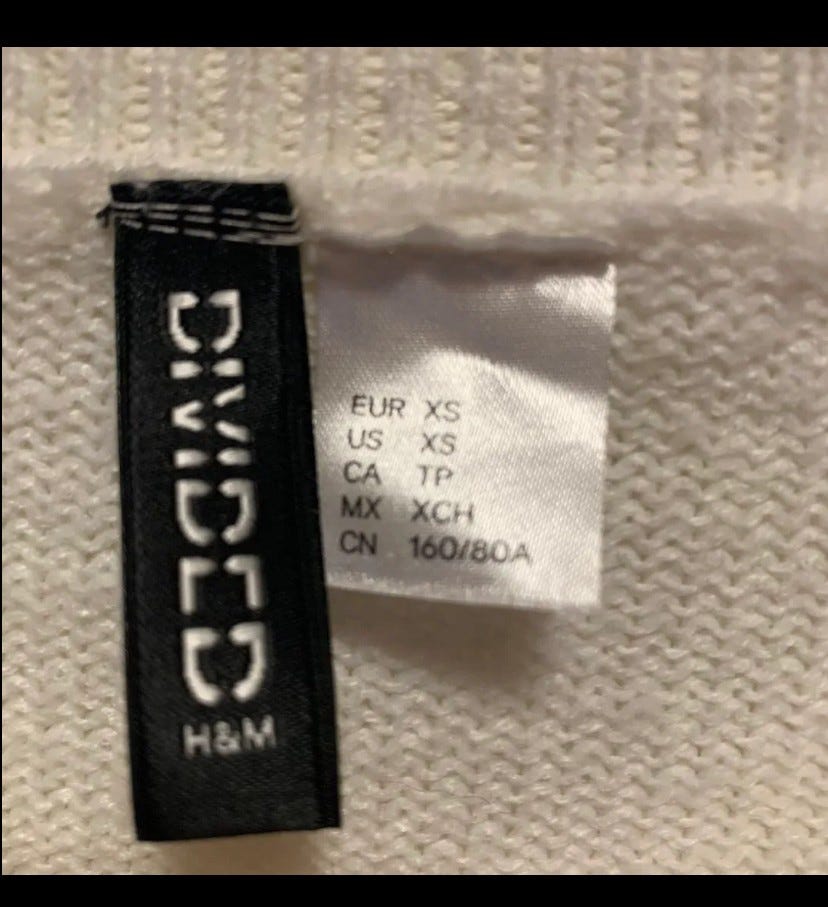 DIVIDED
H&M
EUR XS
US XS
CA TP
MX XCH
CN 160/80A